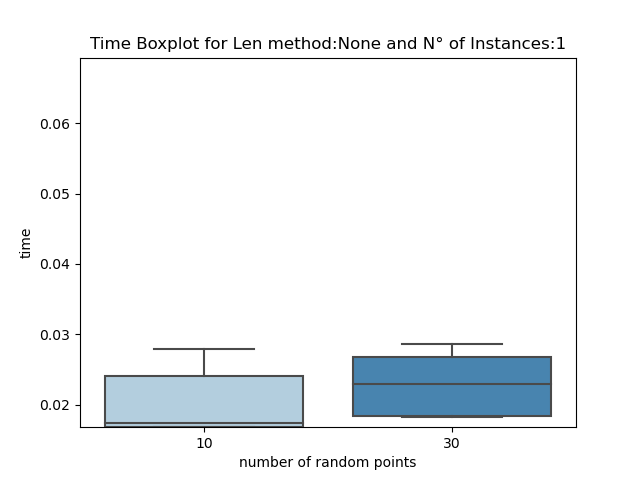 Time Boxplot for Len method:None and N° of Instances:1
0.06
0.05
0.04
0.03
0.02
time
10
30
number of random points